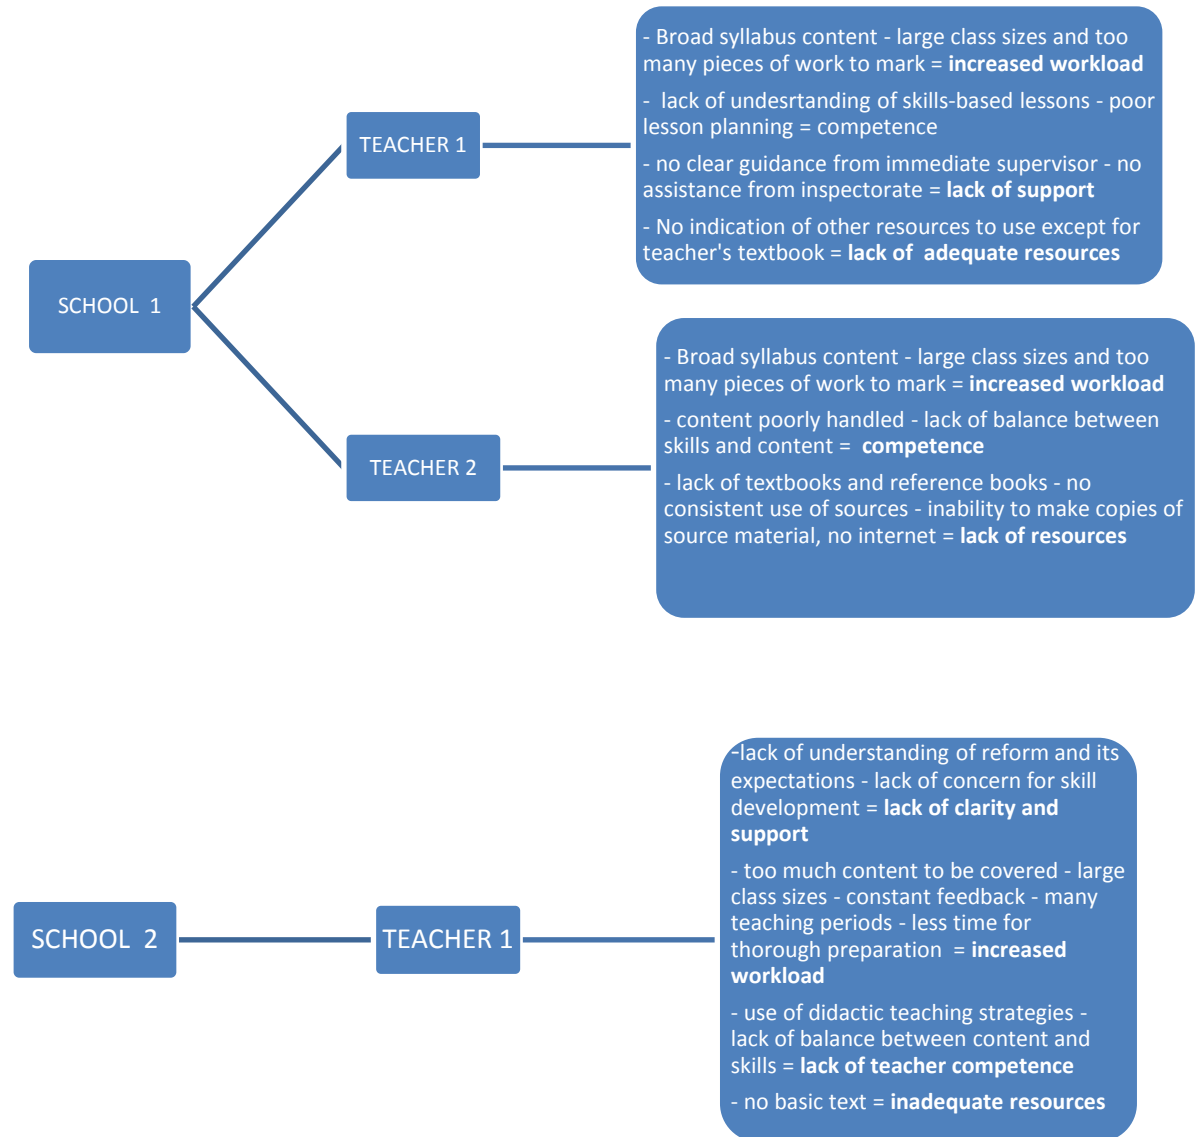 - Broad syllabus content - large class sizes and too
many pieces of work to mark = increased workload
- lack of undesrtanding of skills-based lessons - poor
lesson planning = competence
- no clear guidance from immediate supervisor - no
assistance from inspectorate = lack of support
- No indication of other resources to use except for
teacher's textbook = lack of adequate resources
TEACHER 1
SCHOOL 1
- Broad syllabus content - large class sizes and too
many pieces of work to mark = increased workload
- content poorly handled - lack of balance between
skills and content = competence
- lack of textbooks and reference books - no
consistent use of sources - inability to make copies of
source material, no internet = lack of resources
TEACHER 2
-lack of understanding of reform and its
expectations - lack of concern for skill
development = lack of clarity and
support
- too much content to be covered - large
class sizes - constant feedback - many
teaching periods - less time for
thorough preparation = increased
workload
- use of didactic teaching strategies -
lack of balance between content and
skills = lack of teacher competence
- no basic text = inadequate resources
SCHOOL 2
TEACHER 1